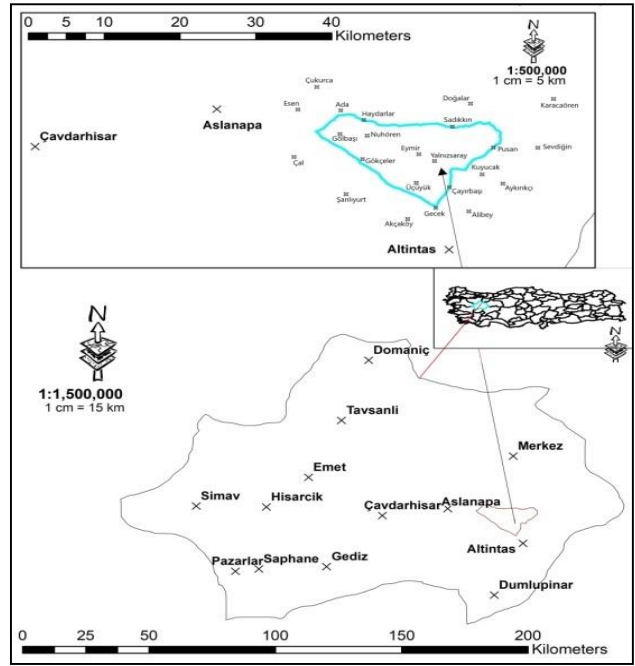 0 5 10 20 30 40
Kilometers
N
1:500,000
1 cm = 5 km
Çukurca
Doğalar
Karacaören
Esen
Ada
Aslanapa
Haydarlar
Sadıkkın
Çavdarhisar
Gölbaşı
Nuhören
Eymir
Yalnızsaray
Pusan
Sevdiğin
Çal
Gökçeler
Kuyucak
Üçüyük
Çayırbaşı
Aykırıkçı
Şanlıyurt
Gecek
Alibey
Akçaköy
Altintas
N
N
1:1,500,000
1 cm = 15 km
Domaniç
Tavsanli
Merkez
Emet
Simav
Hisarcik
Çavdarhisar
Aslanapa
Altintas
Pazarlar
Saphane
Gediz
Dumlupinar
0 25 50 100 150 200
Kilometers